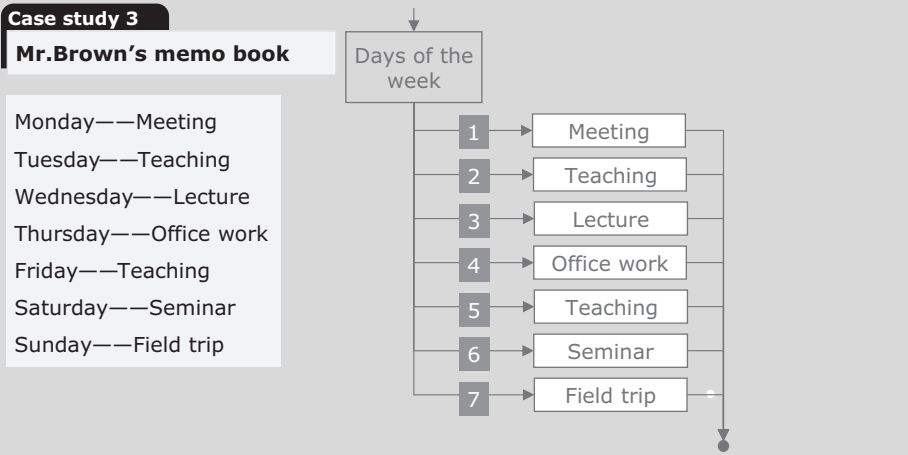 Case study 3
Mr.Brown's memo book
Monday——Meeting
Tuesday——Teaching
Wednesday——Lecture
Thursday——Office work
Friday——Teaching
Saturday——Seminar
Sunday——Field trip
Days of the
week
1 Meeting
2 Teaching
3 Lecture
4 Office work
5 Teaching
6 Seminar
7 Field trip